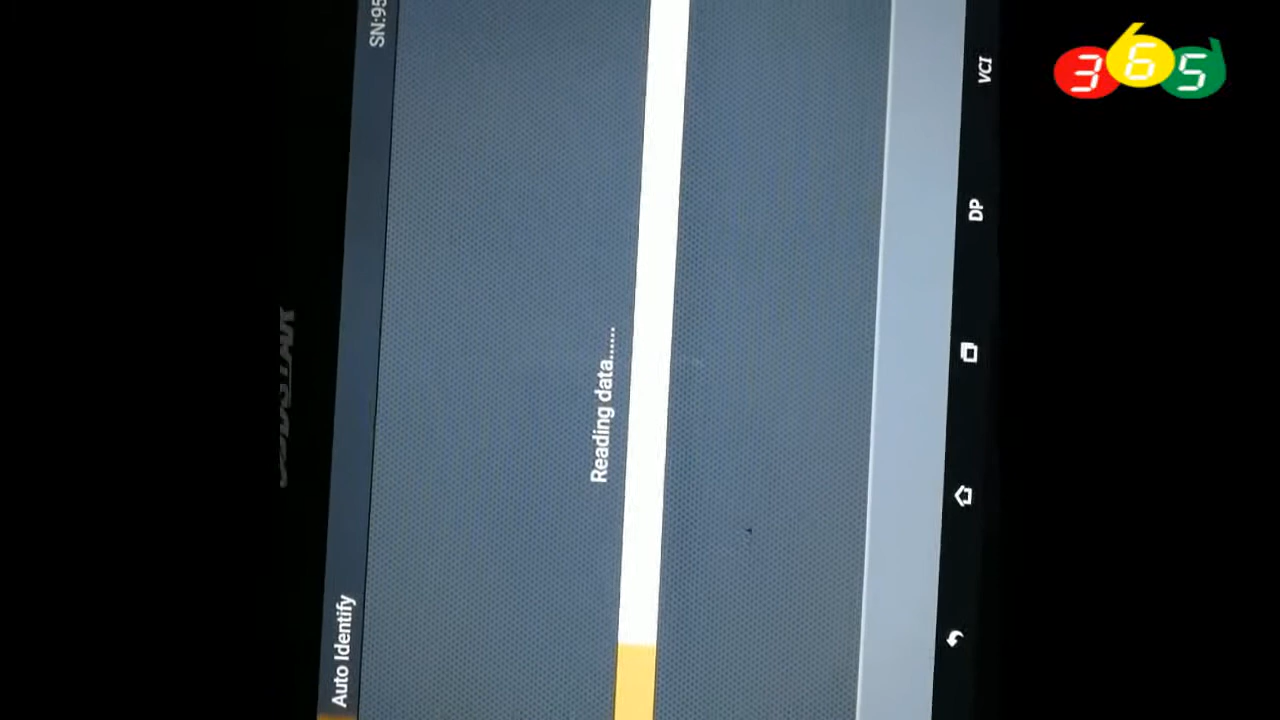 365
SN:95
Auto Identify
Reading data......
VCI
DP